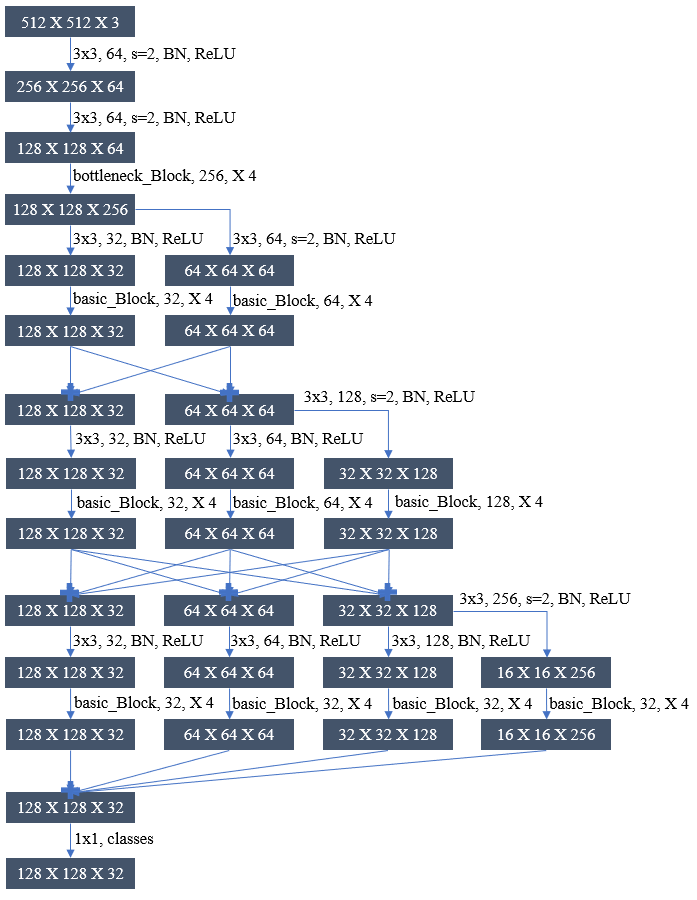 512 X 512 X 3
3x3, 64, s=2, BN, ReLU
256 X 256 X 64
3x3, 64, s=2, BN, ReLU
128 X 128 X 64
bottleneck_Block, 256, X 4
128 X 128 X 256
3x3, 32, BN, ReLU 3x3, 64, s=2, BN, ReLU
128 X 128 X 32 64 X 64 X 64
basic_Block, 32, X 4 basic_Block, 64, X 4
128 X 128 X 32 64 X 64 X 64
3x3, 128, s=2, BN, ReLU
128 X 128 X 32 64 X 64 X 64
3x3, 32, BN, ReLU 3x3, 64, BN, ReLU
128 X 128 X 32 64 X 64 X 64 32 X 32 X 128
basic_Block, 32, X 4 basic_Block, 64, X 4 basic_Block, 128, X 4
128 X 128 X 32 64 X 64 X 64 32 X 32 X 128
3x3, 256, s=2, BN, ReLU
128 X 128 X 32 64 X 64 X 64 32 X 32 X 128
3x3, 32, BN, ReLU 3x3, 64, BN, ReLU 3x3, 128, BN, ReLU
128 X 128 X 32 64 X 64 X 64 32 X 32 X 128 16 X 16 X 256
basic_Block, 32, X 4 basic_Block, 32, X 4 basic_Block, 32, X 4 basic_Block, 32, X 4
128 X 128 X 32 64 X 64 X 64 32 X 32 X 128 16 X 16 X 256
128 X 128 X 32
1x1, classes
128 X 128 X 32